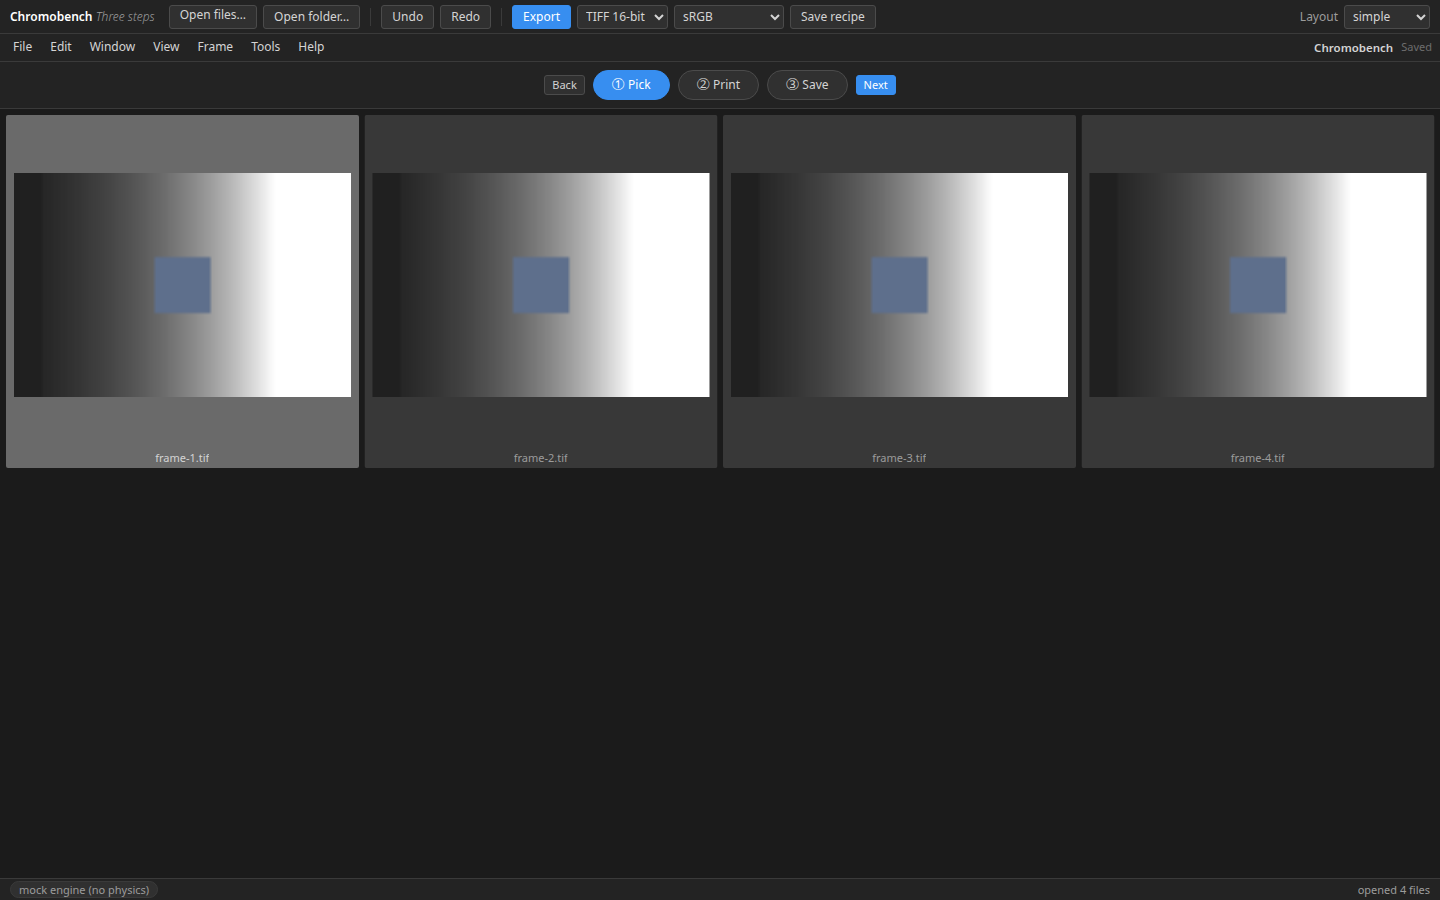 Chromobench Three steps Open files... Open folder... Undo Redo Export TIFF 16-bit sRGB Save recipe Layout simple
File Edit Window View Frame Tools Help Chromobench Saved
Back ① Pick ② Print ③ Save Next
frame-1.tif frame-2.tif frame-3.tif frame-4.tif
mock engine (no physics) opened 4 files